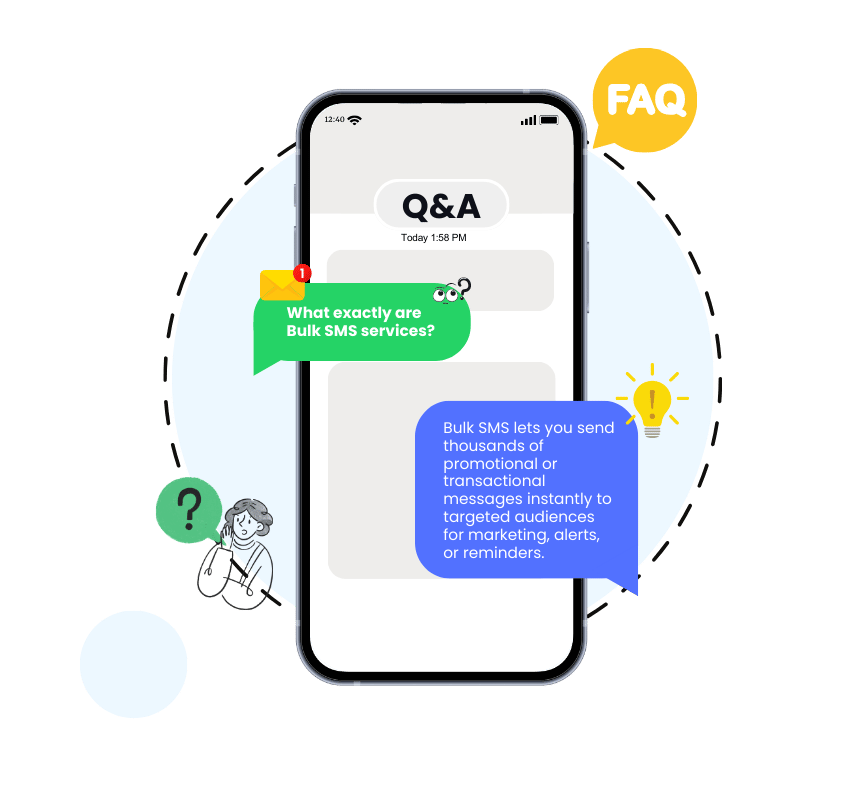 FAQ
12:40
Q&A
Today 1:58 PM
1
What exactly are
Bulk SMS services?
?
!
Bulk SMS lets you send
thousands of
promotional or
transactional
messages instantly to
targeted audiences
for marketing, alerts,
or reminders.
?